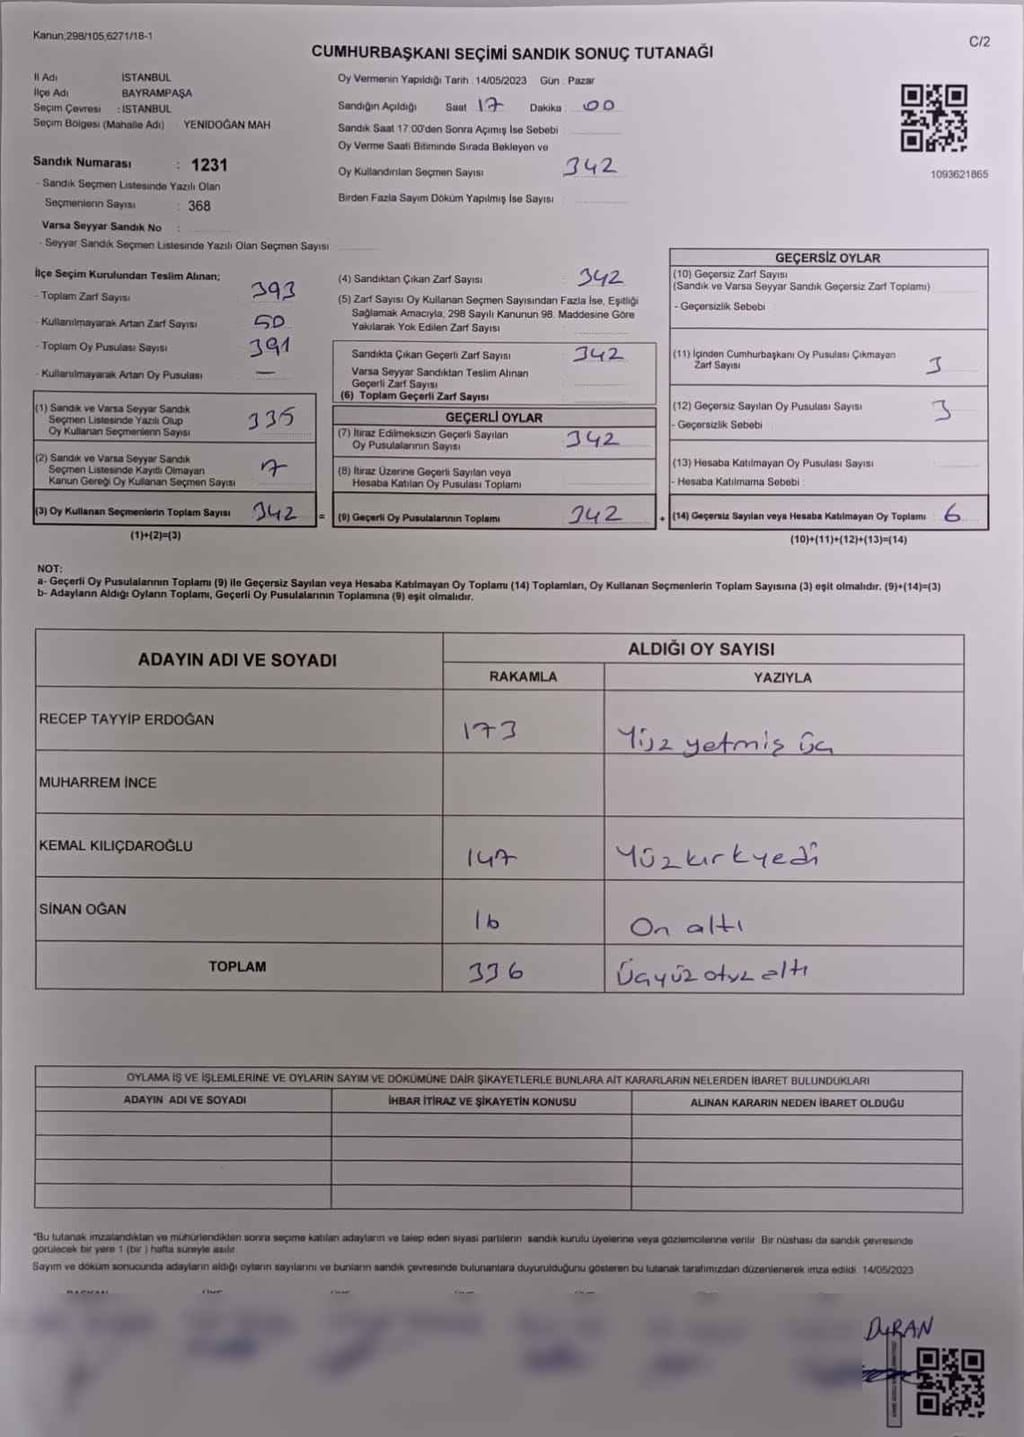 Kanun;298/105,6271/18-1
C/2
CUMHURBAŞKANI SEÇİMİ SANDIK SONUÇ TUTANAĞI
İl Adı İSTANBUL
İlçe Adı BAYRAMPAŞA
Seçim Çevresi : İSTANBUL
Seçim Bölgesi (Mahalle Adı) YENİDOĞAN MAH
Sandık Numarası : 1231
- Sandık Seçmen Listesinde Yazılı Olan
Seçmenlerin Sayısı : 368
Varsa Seyyar Sandık No :
- Seyyar Sandık Seçmen Listesinde Yazılı Olan Seçmen Sayısı
Oy Vermenin Yapıldığı Tarih : 14/05/2023 Gün : Pazar
Sandığın Açıldığı Saat 17 Dakika 00
Sandık Saat 17:00'den Sonra Açımış İse Sebebi
Oy Verme Saati Bitiminde Sırada Bekleyen ve
Oy Kullandırılan Seçmen Sayısı 342
Birden Fazla Sayım Döküm Yapılmış İse Sayısı
1093621865
İlçe Seçim Kurulundan Teslim Alınan;
- Toplam Zarf Sayısı 393
- Kullanılmayarak Artan Zarf Sayısı 50
- Toplam Oy Pusulası Sayısı 391
- Kullanılmayarak Artan Oy Pusulası —
(1) Sandık ve Varsa Seyyar Sandık
Seçmen Listesinde Yazılı Olup
Oy Kullanan Seçmenlerin Sayısı 335
(2) Sandık ve Varsa Seyyar Sandık
Seçmen Listesinde Kayıtlı Olmayan
Kanun Gereği Oy Kullanan Seçmen Sayısı 7
(3) Oy Kullanan Seçmenlerin Toplam Sayısı 342 =
(1)+(2)=(3)
(4) Sandıktan Çıkan Zarf Sayısı : 342
(5) Zarf Sayısı Oy Kullanan Seçmen Sayısından Fazla İse, Eşitliği
Sağlamak Amacıyla, 298 Sayılı Kanunun 98. Maddesine Göre
Yakılarak Yok Edilen Zarf Sayısı
Sandıkta Çıkan Geçerli Zarf Sayısı 342
Varsa Seyyar Sandıktan Teslim Alınan
Geçerli Zarf Sayısı
(6) Toplam Geçerli Zarf Sayısı
GEÇERLİ OYLAR
(7) İtiraz Edilmeksizin Geçerli Sayılan
Oy Pusulalarının Sayısı 342
(8) İtiraz Üzerine Geçerli Sayılan veya
Hesaba Katılan Oy Pusulası Toplamı
(9) Geçerli Oy Pusulalarının Toplamı 342 +
GEÇERSİZ OYLAR
(10) Geçersiz Zarf Sayısı
(Sandık ve Varsa Seyyar Sandık Geçersiz Zarf Toplamı)
- Geçersizlik Sebebi
(11) İçinden Cumhurbaşkanı Oy Pusulası Çıkmayan
Zarf Sayısı 3
(12) Geçersiz Sayılan Oy Pusulası Sayısı 3
- Geçersizlik Sebebi
(13) Hesaba Katılmayan Oy Pusulası Sayısı
- Hesaba Katılmama Sebebi :
(14) Geçersiz Sayılan veya Hesaba Katılmayan Oy Toplamı 6
(10)+(11)+(12)+(13)=(14)
NOT:
a- Geçerli Oy Pusulalarının Toplamı (9) ile Geçersiz Sayılan veya Hesaba Katılmayan Oy Toplamı (14) Toplamları, Oy Kullanan Seçmenlerin Toplam Sayısına (3) eşit olmalıdır. (9)+(14)=(3)
b- Adayların Aldığı Oyların Toplamı, Geçerli Oy Pusulalarının Toplamına (9) eşit olmalıdır.
ADAYIN ADI VE SOYADI
ALDIĞI OY SAYISI
RAKAMLA YAZIYLA
RECEP TAYYİP ERDOĞAN 173 Yüz yetmiş üç
MUHARREM İNCE
KEMAL KILIÇDAROĞLU 147 Yüzkırkyedi
SİNAN OĞAN 16 On altı
TOPLAM 336 Üçyüz otuz altı
OYLAMA İŞ VE İŞLEMLERİNE VE OYLARIN SAYIM VE DÖKÜMÜNE DAİR ŞİKAYETLERLE BUNLARA AİT KARARLARIN NELERDEN İBARET BULUNDUKLARI
ADAYIN ADI VE SOYADI İHBAR İTİRAZ VE ŞİKAYETİN KONUSU ALINAN KARARIN NEDEN İBARET OLDUĞU
*Bu tutanak imzalandıktan ve mühürlendikten sonra seçime katılan adayların ve talep eden siyasi partilerin sandık kurulu üyelerine veya gözlemcilerine verilir. Bir nüshası da sandık çevresinde
görülecek bir yere 1 (bir ) hafta süreyle asılır.
Sayım ve döküm sonucunda adayların aldığı oyların sayılarını ve bunların sandık çevresinde bulunanlara duyurulduğunu gösteren bu tutanak tarafımızdan düzenlenerek imza edildi. 14/05/2023
DURAN